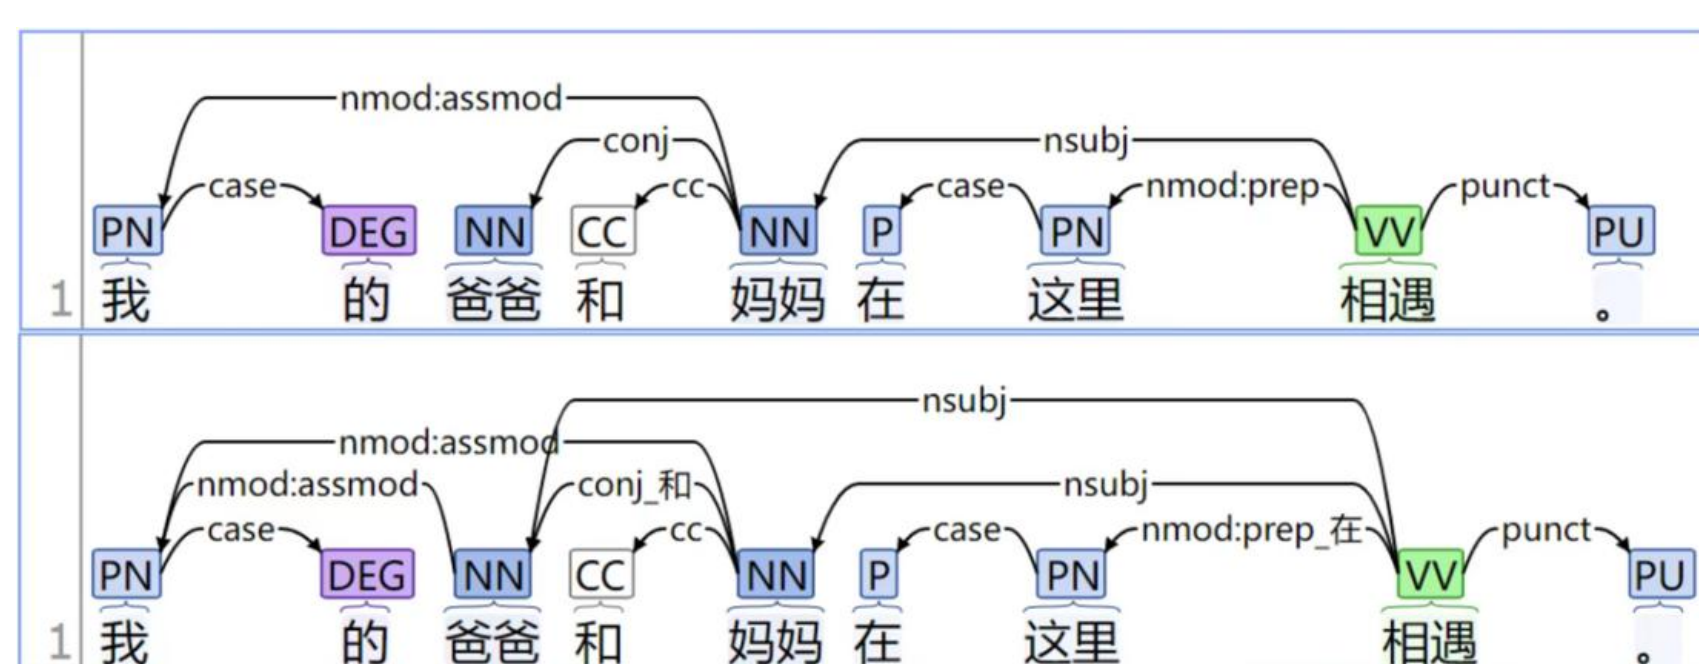 nmod:assmod
conj nsubj
case cc case nmod:prep punct
PN DEG NN CC NN P PN VV PU
1 我 的 爸爸 和 妈妈 在 这里 相遇 。
nsubj
nmod:assmod
nmod:assmod conj_和 nsubj
case cc case nmod:prep_在 punct
PN DEG NN CC NN P PN VV PU
1 我 的 爸爸 和 妈妈 在 这里 相遇 。